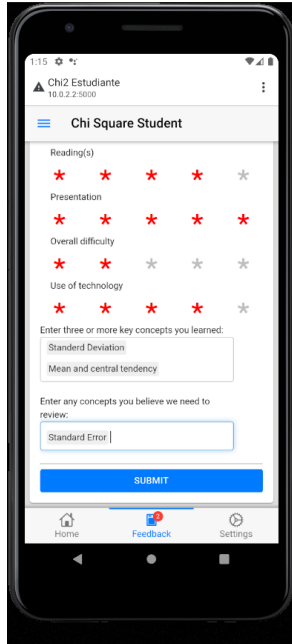 1:15
Chi2 Estudiante
10.0.2.2:5000
Chi Square Student
Reading(s)
Presentation
Overall difficulty
Use of technology
Enter three or more key concepts you learned:
Standerd Deviation
Mean and central tendency
Enter any concepts you believe we need to
review:
Standard Error
SUBMIT
2
Home Feedback Settings